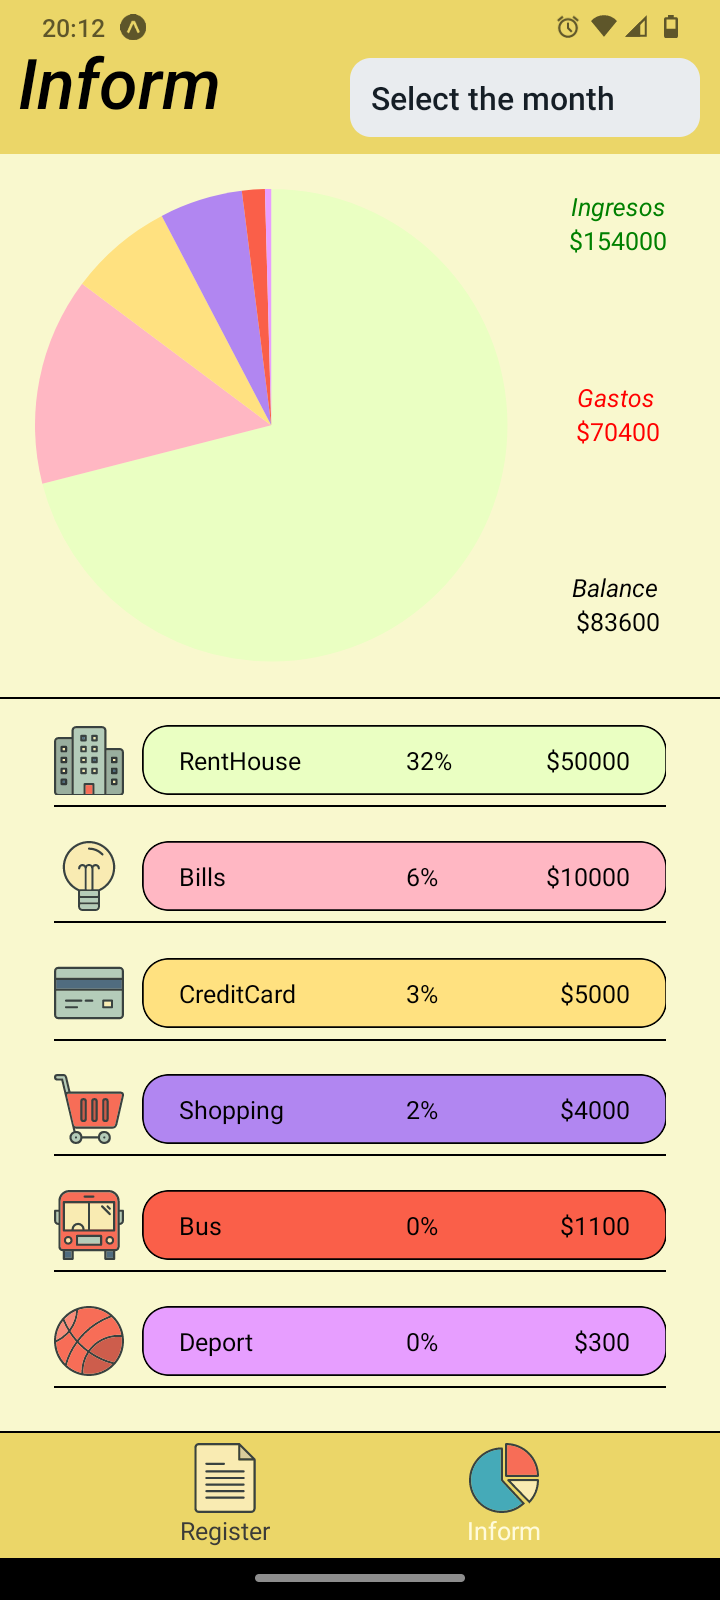 20:12
Inform
Select the month
Ingresos
$154000
Gastos
$70400
Balance
$83600
RentHouse 32% $50000
Bills 6% $10000
CreditCard 3% $5000
Shopping 2% $4000
Bus 0% $1100
Deport 0% $300
Register Inform